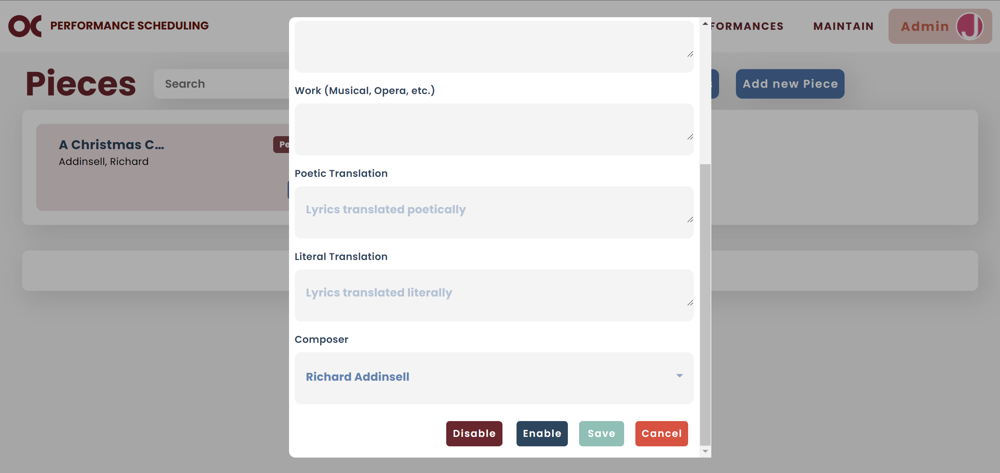 OC PERFORMANCE SCHEDULING
FORMANCES
MAINTAIN
Admin
J
Pieces
Search
Add new Piece
A Christmas C...
Addinsell, Richard
Pe
Work (Musical, Opera, etc.)
Poetic Translation
Lyrics translated poetically
Literal Translation
Lyrics translated literally
Composer
Richard Addinsell
Disable
Enable
Save
Cancel